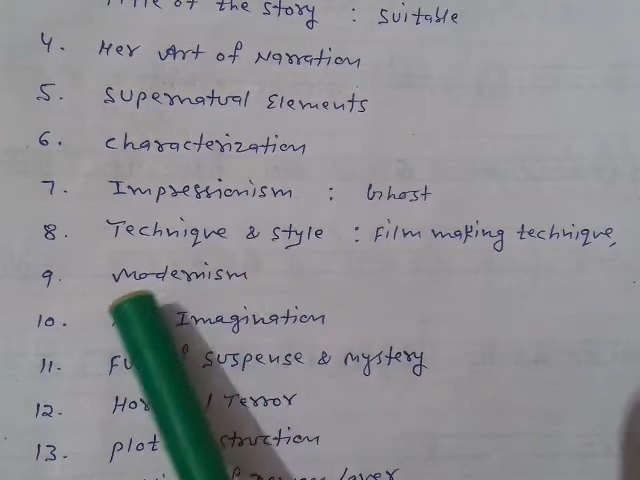 Title of the Story : Suitable
4. Her Art of Narration
5. Supernatual Elements
6. Characterization
7. Impressionism : Ghost
8. Technique & style : Film making technique,
9. Modernism
10. Imagination
11. suspense & mystery
12. Terror
13. Plot